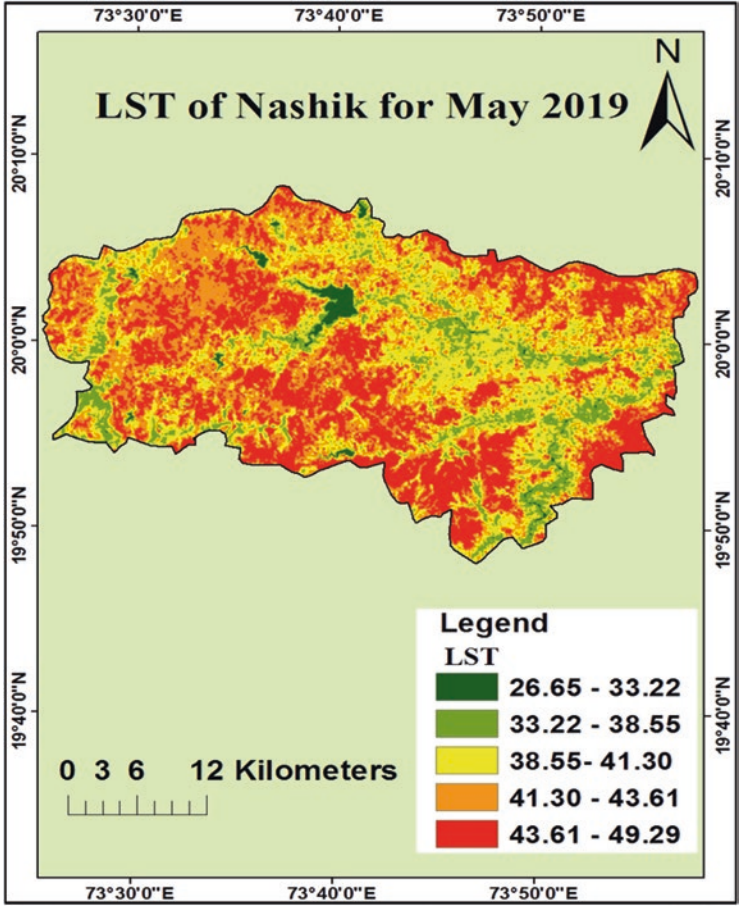 73°30'0"E 73°40'0"E 73°50'0"E
N
LST of Nashik for May 2019
20°10'0"N 20°10'0"N
20°0'0"N 20°0'0"N
19°50'0"N 19°50'0"N
19°40'0"N 19°40'0"N
Legend
LST
26.65 - 33.22
33.22 - 38.55
38.55- 41.30
41.30 - 43.61
43.61 - 49.29
0 3 6 12 Kilometers
73°30'0"E 73°40'0"E 73°50'0"E